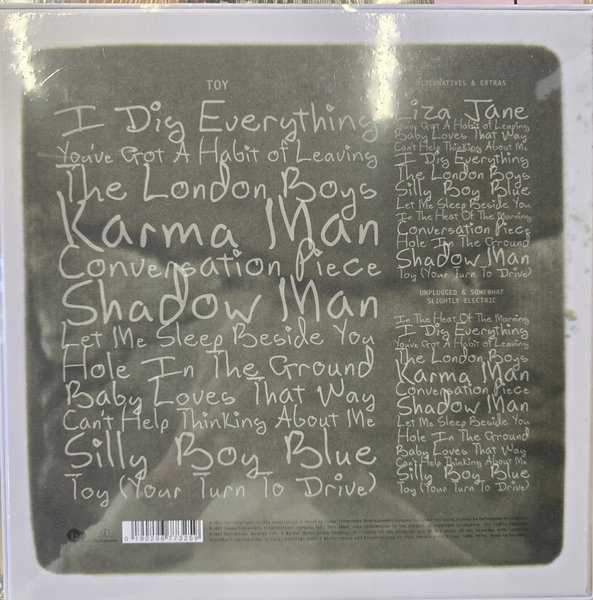 TOY
I Dig Everything
You've Got A Habit of Leaving
The London Boys
Karma Man
Conversation Piece
Shadow Man
Let Me Sleep Beside You
Hole In The Ground
Baby Loves That Way
Can't Help Thinking About Me
Silly Boy Blue
Toy (Your Turn To Drive)
ALTERNATIVES & EXTRAS
Liza Jane
You've Got A Habit of Leaving
Baby Loves That Way
Can't Help Thinking About Me
I Dig Everything
The London Boys
Silly Boy Blue
Let Me Sleep Beside You
In The Heat Of The Morning
Conversation Piece
Hole In The Ground
Shadow Man
Toy (Your Turn To Drive)
UNPLUGGED & SOMEWHAT
SLIGHTLY ELECTRIC
In The Heat Of The Morning
I Dig Everything
You've Got A Habit of Leaving
The London Boys
Karma Man
Conversation Piece
Shadow Man
Let Me Sleep Beside You
Hole In The Ground
Baby Loves That Way
Can't Help Thinking About Me
Silly Boy Blue
Toy (Your Turn To Drive)
0 190296 773259